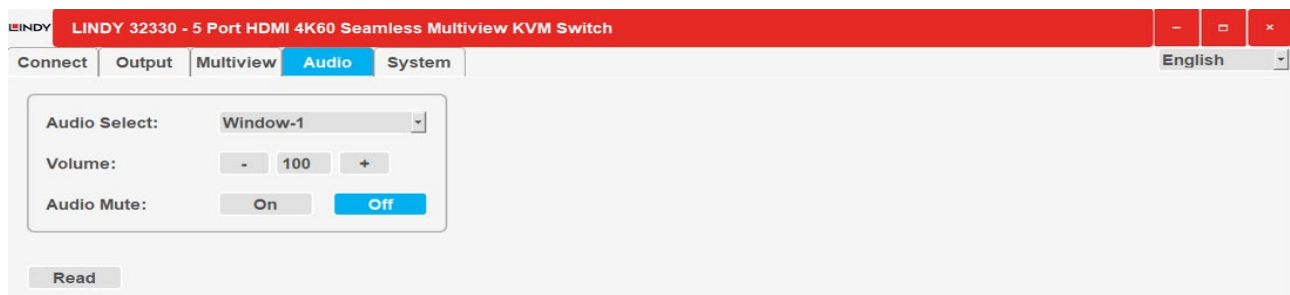 LINDY LINDY 32330 - 5 Port HDMI 4K60 Seamless Multiview KVM Switch
Connect Output Multiview Audio System English
Audio Select: Window-1
Volume: - 100 +
Audio Mute: On Off
Read